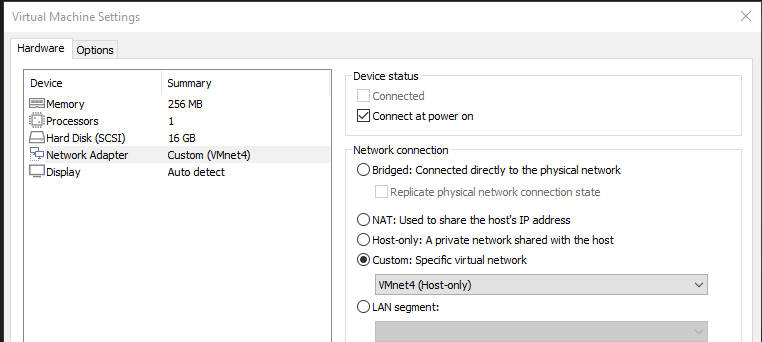 Virtual Machine Settings
Hardware
Options
Device Summary
Memory 256 MB
Processors 1
Hard Disk (SCSI) 16 GB
Network Adapter Custom (VMnet4)
Display Auto detect
Device status
Connected
Connect at power on
Network connection
Bridged: Connected directly to the physical network
Replicate physical network connection state
NAT: Used to share the host's IP address
Host-only: A private network shared with the host
Custom: Specific virtual network
VMnet4 (Host-only)
LAN segment: